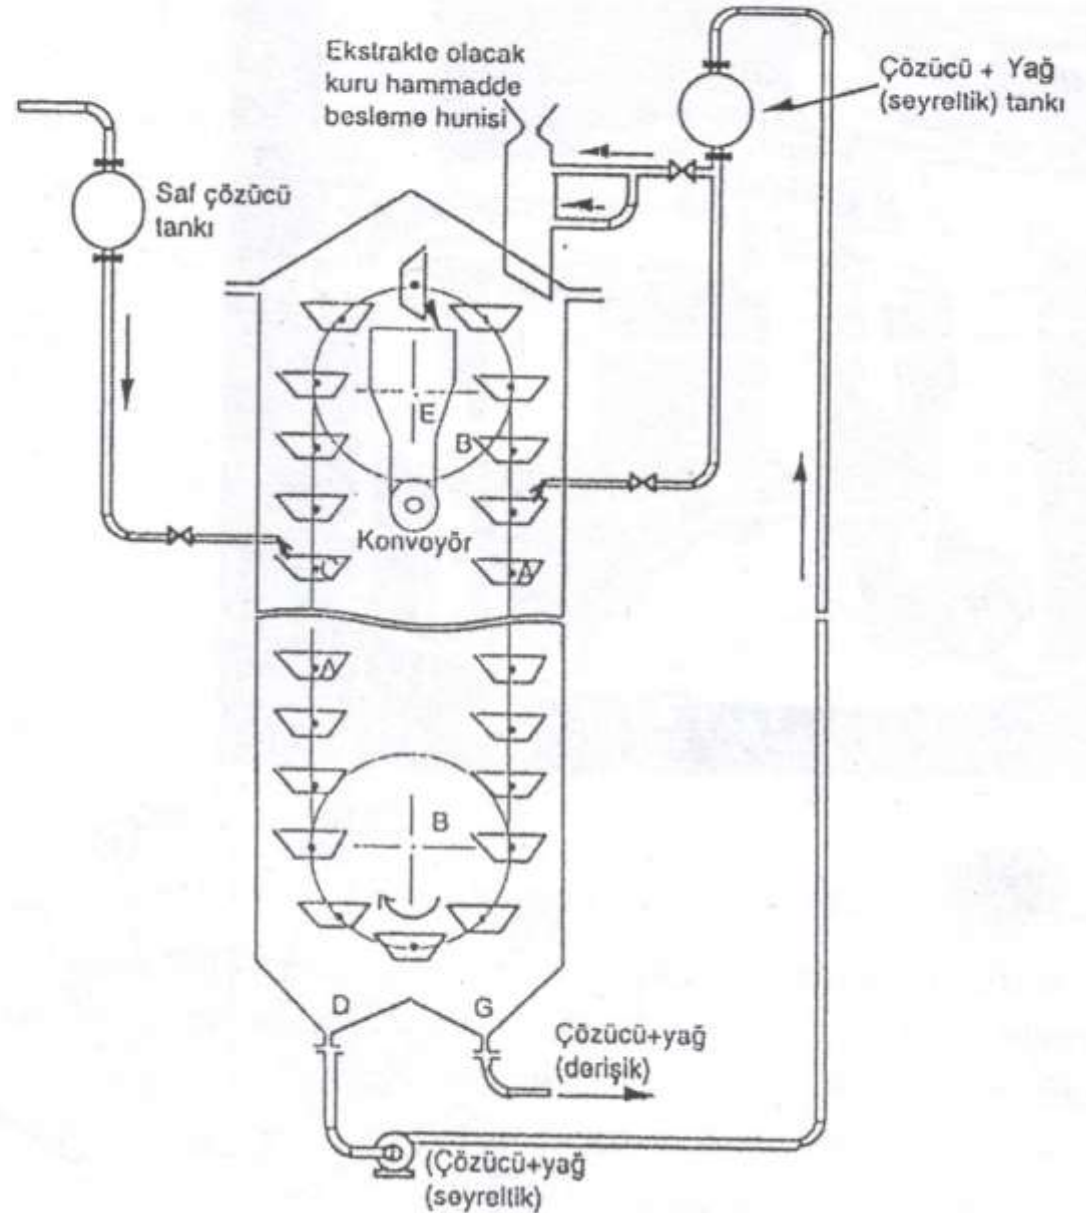 Ekstrakte olacak
kuru hammadde
besleme hunisi
Çözücü + Yağ
(seyreltik) tankı
Saf çözücü
tankı
E
B
Konveyör
C
A
A
B
D
G
Çözücü+yağ
(derişik)
(Çözücü+yağ
(seyreltik)